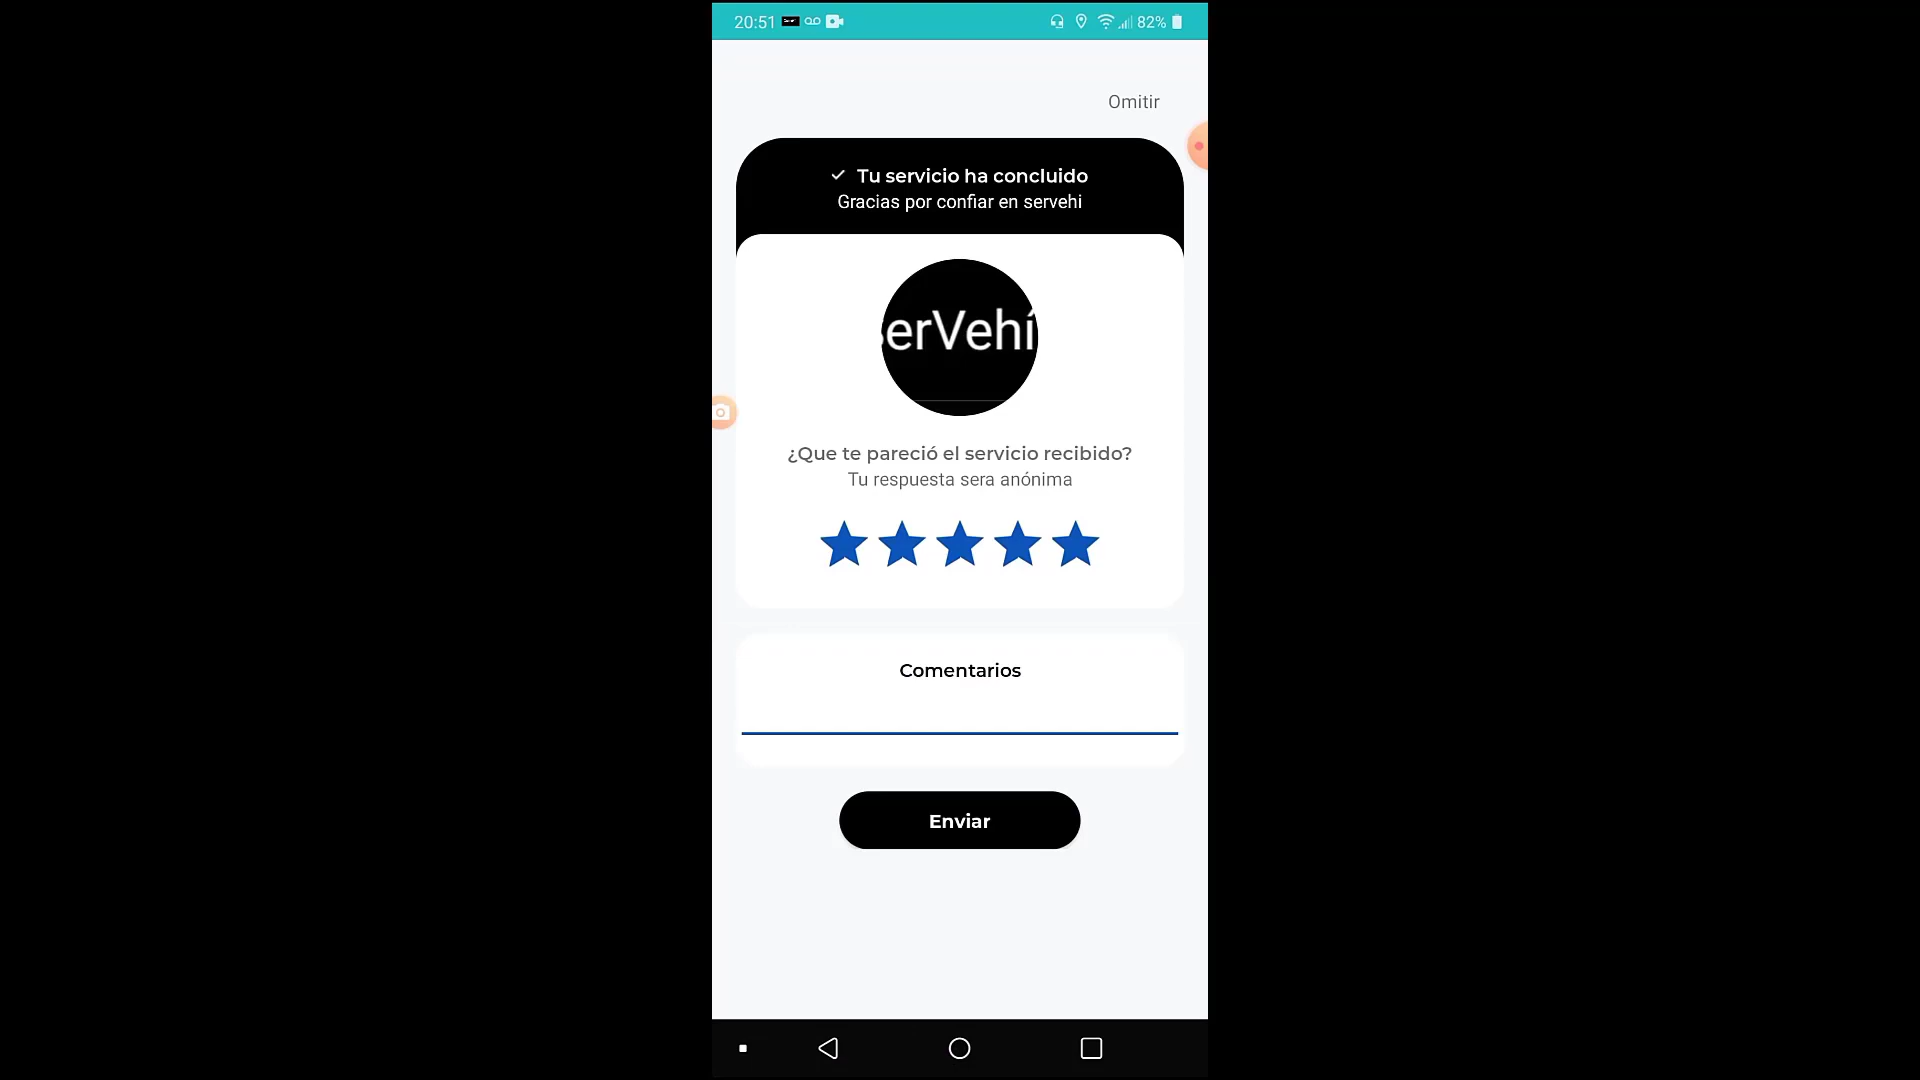 20:51
82%
Omitir
Tu servicio ha concluido
Gracias por confiar en servehi
erVehí
¿Que te pareció el servicio recibido?
Tu respuesta sera anónima
Comentarios
Enviar